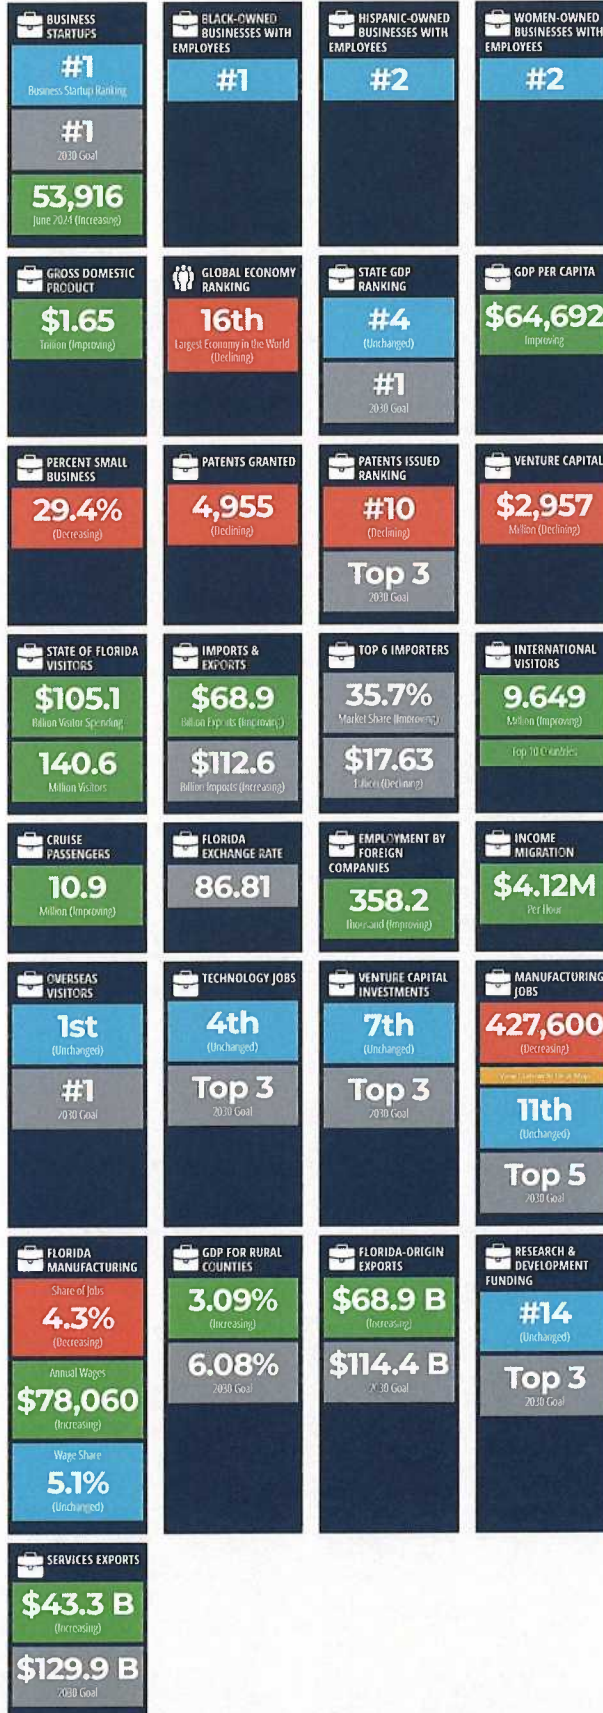 BUSINESS
STARTUPS
#1
Business Startup Ranking
#1
2030 Goal
53,916
June 2024 (Increasing)
BLACK-OWNED
BUSINESSES WITH
EMPLOYEES
#1
HISPANIC-OWNED
BUSINESSES WITH
EMPLOYEES
#2
WOMEN-OWNED
BUSINESSES WITH
EMPLOYEES
#2
GROSS DOMESTIC
PRODUCT
$1.65
Trillion (Improving)
GLOBAL ECONOMY
RANKING
16th
Largest Economy in the World
(Declining)
STATE GDP
RANKING
#4
(Unchanged)
#1
2030 Goal
GDP PER CAPITA
$64,692
Improving
PERCENT SMALL
BUSINESS
29.4%
(Decreasing)
PATENTS GRANTED
4,955
(Declining)
PATENTS ISSUED
RANKING
#10
(Declining)
Top 3
2030 Goal
VENTURE CAPITAL
$2,957
Million (Declining)
STATE OF FLORIDA
VISITORS
$105.1
Billion Visitor Spending
140.6
Million Visitors
IMPORTS &
EXPORTS
$68.9
Billion Exports (Improving)
$112.6
Billion Imports (Increasing)
TOP 6 IMPORTERS
35.7%
Market Share (Improving)
$17.63
(Declining)
INTERNATIONAL
VISITORS
9.649
Million (Improving)
Top 10 Countries
CRUISE
PASSENGERS
10.9
Million (Improving)
FLORIDA
EXCHANGE RATE
86.81
EMPLOYMENT BY
FOREIGN
COMPANIES
358.2
Thousand (Improving)
INCOME
MIGRATION
$4.12M
Per Hour
OVERSEAS
VISITORS
1st
(Unchanged)
#1
2030 Goal
TECHNOLOGY JOBS
4th
(Unchanged)
Top 3
2030 Goal
VENTURE CAPITAL
INVESTMENTS
7th
(Unchanged)
Top 3
2030 Goal
MANUFACTURING
JOBS
427,600
(Decreasing)
11th
(Unchanged)
Top 5
2030 Goal
FLORIDA
MANUFACTURING
Share of Jobs
4.3%
(Decreasing)
Annual Wages
$78,060
(Increasing)
Wage Share
5.1%
(Unchanged)
GDP FOR RURAL
COUNTIES
3.09%
(Increasing)
6.08%
2030 Goal
FLORIDA-ORIGIN
EXPORTS
$68.9 B
(Increasing)
$114.4 B
2030 Goal
RESEARCH &
DEVELOPMENT
FUNDING
#14
(Unchanged)
Top 3
2030 Goal
SERVICES EXPORTS
$43.3 B
(Increasing)
$129.9 B
2030 Goal